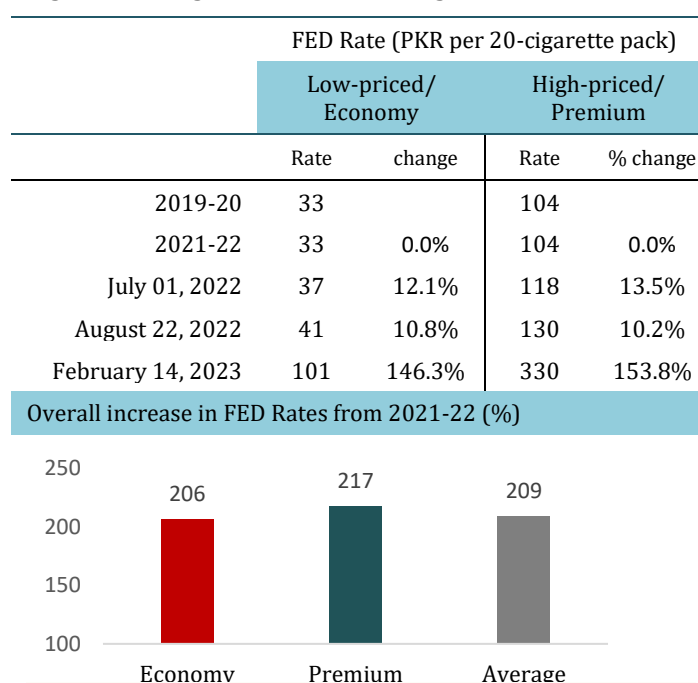 FED Rate (PKR per 20-cigarette pack)
Low-priced/ High-priced/
Economy Premium
Rate change Rate % change
2019-20 33 104
2021-22 33 0.0% 104 0.0%
July 01, 2022 37 12.1% 118 13.5%
August 22, 2022 41 10.8% 130 10.2%
February 14, 2023 101 146.3% 330 153.8%
Overall increase in FED Rates from 2021-22 (%)
250
206 217 209
200
150
100
Economy Premium Average